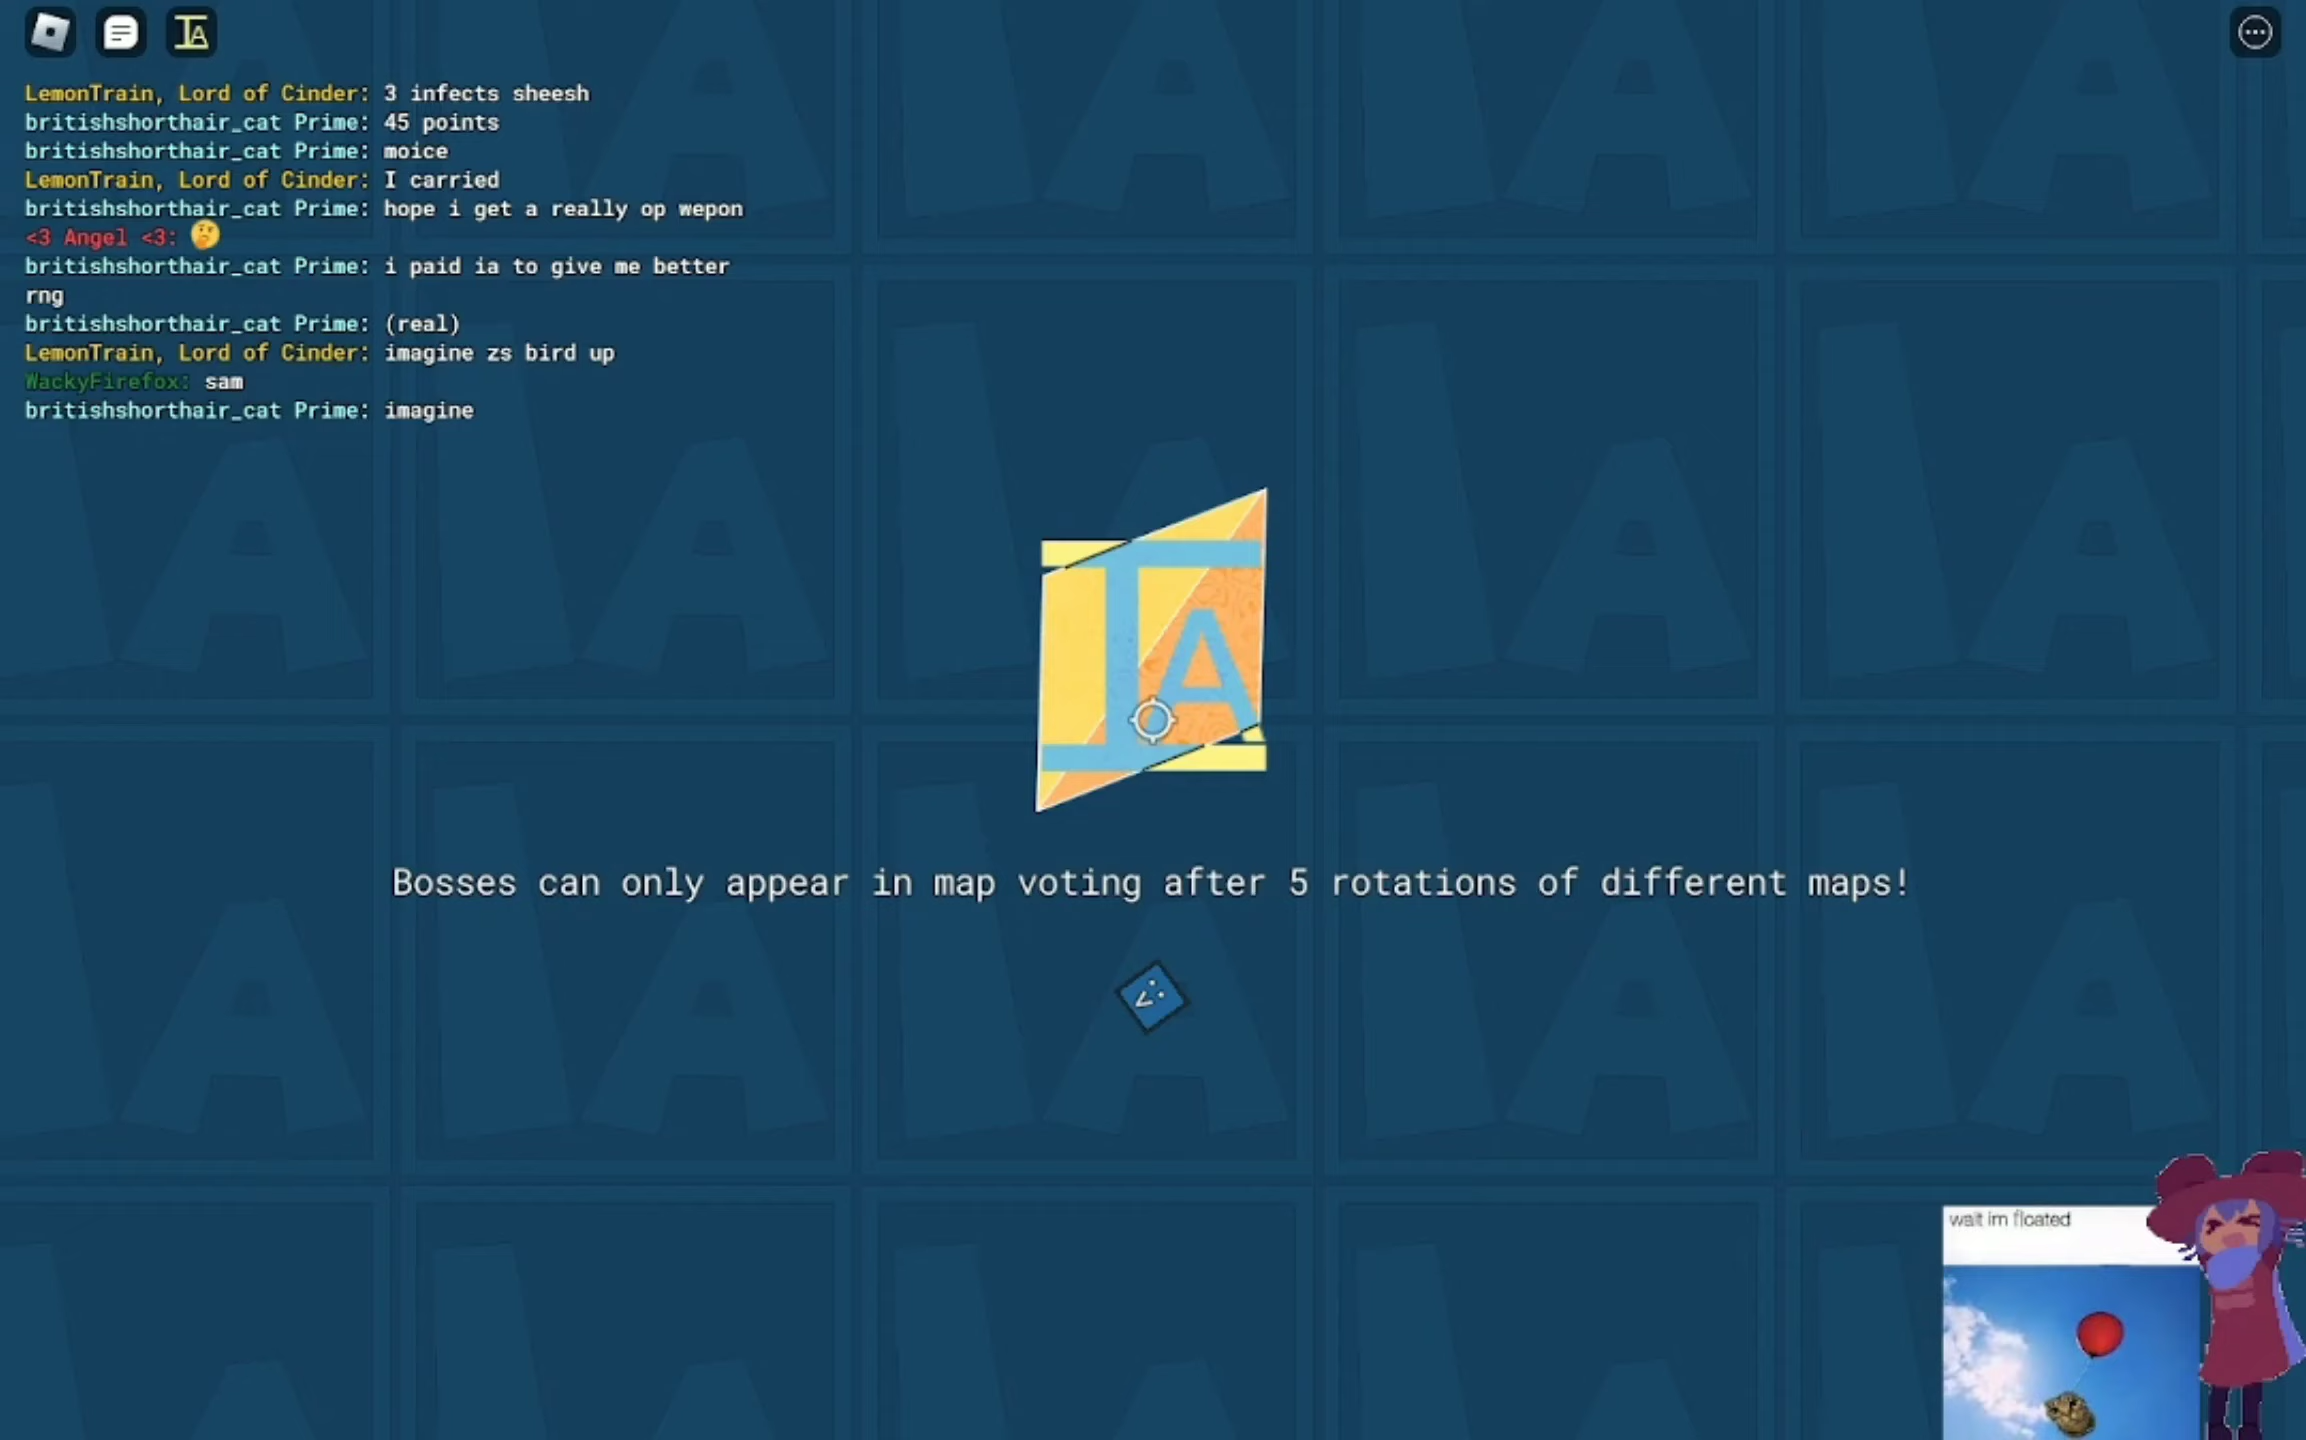 IA
LemonTrain, Lord of Cinder: 3 infects sheesh
britishshorthair_cat Prime: 45 points
britishshorthair_cat Prime: moice
LemonTrain, Lord of Cinder: I carried
britishshorthair_cat Prime: hope i get a really op wepon
<3 Angel <3: 🤔
britishshorthair_cat Prime: i paid ia to give me better
rng
britishshorthair_cat Prime: (real)
LemonTrain, Lord of Cinder: imagine zs bird up
WackyFirefox: sam
britishshorthair_cat Prime: imagine
IA
Bosses can only appear in map voting after 5 rotations of different maps!
:<
wait im floated